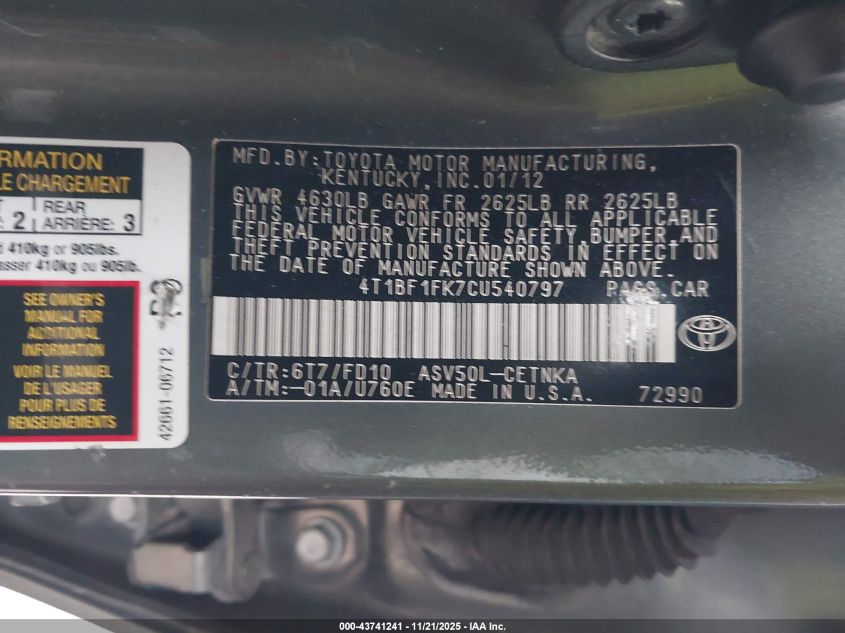 RMATION
LE CHARGEMENT
2 REAR ARRIÈRE: 3
410kg or 905lbs.
asser 410kg ou 905lb.
SEE OWNER'S
MANUAL FOR
ADDITIONAL
INFORMATION
VOIR LE MANUEL
DE L'USAGER
POUR PLUS DE
RENSEIGNEMENTS
42661-06712
MFD.BY:TOYOTA MOTOR MANUFACTURING,
KENTUCKY,INC.01/12
GVWR 4630LB GAWR FR 2625LB RR 2625LB
THIS VEHICLE CONFORMS TO ALL APPLICABLE
FEDERAL MOTOR VEHICLE SAFETY,BUMPER,AND
THEFT PREVENTION STANDARDS IN EFFECT ON
THE DATE OF MANUFACTURE SHOWN ABOVE.
4T1BF1FK7CU540797 PASS.CAR
C/TR:6T7/FD10 ASV50L-CETNKA
A/TM:-01A/U760E MADE IN U.S.A. 72990
000-43741241 - 11/21/2025 - IAA Inc.